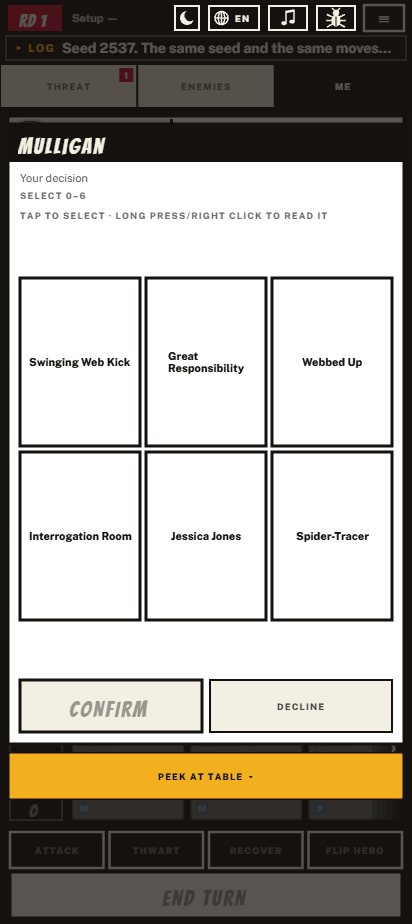 RD 1
Setup —
EN
▸ LOG Seed 2537. The same seed and the same moves...
THREAT
1
ENEMIES
ME
MULLIGAN
Your decision
SELECT 0–6
TAP TO SELECT · LONG PRESS/RIGHT CLICK TO READ IT
Swinging Web Kick
Great
Responsibility
Webbed Up
Interrogation Room
Jessica Jones
Spider-Tracer
CONFIRM
DECLINE
PEEK AT TABLE
0
M
M
P
ATTACK
THWART
RECOVER
FLIP HERO
END TURN